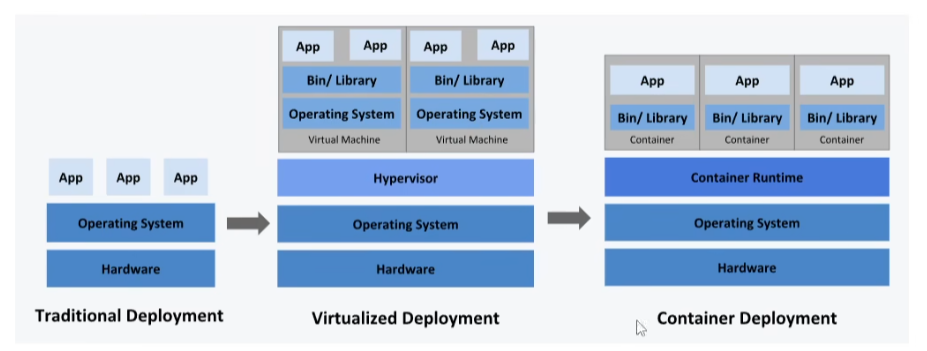 App App App
Operating System
Hardware
Traditional Deployment
App App App App
Bin/ Library Bin/ Library
Operating System Operating System
Virtual Machine Virtual Machine
Hypervisor
Operating System
Hardware
Virtualized Deployment
App App App
Bin/ Library Bin/ Library Bin/ Library
Container Container Container
Container Runtime
Operating System
Hardware
Container Deployment